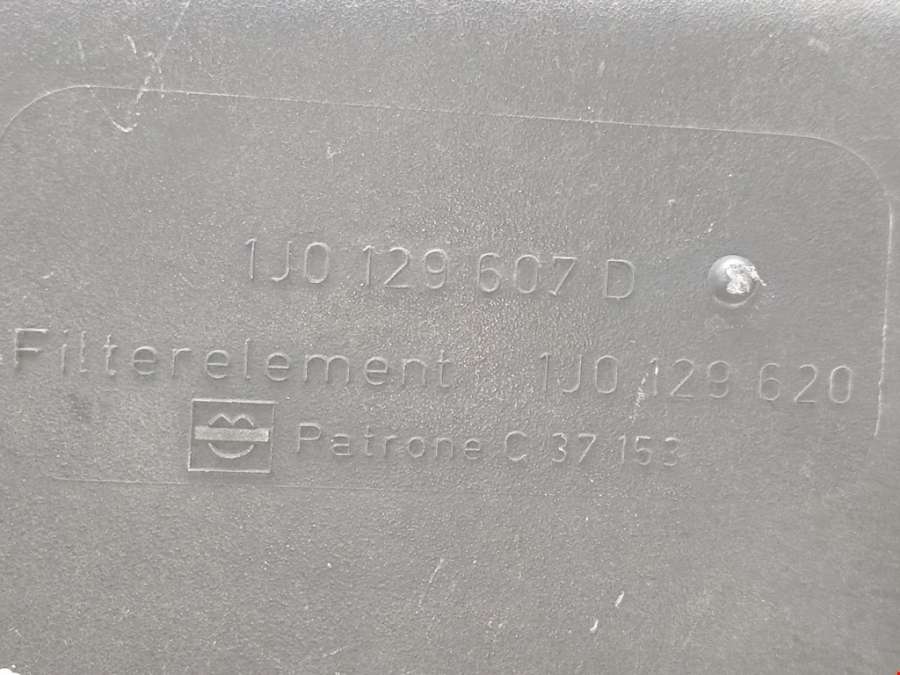 1J0 129 607 D
Filterelement 1J0 129 620
Patrone C 37 153